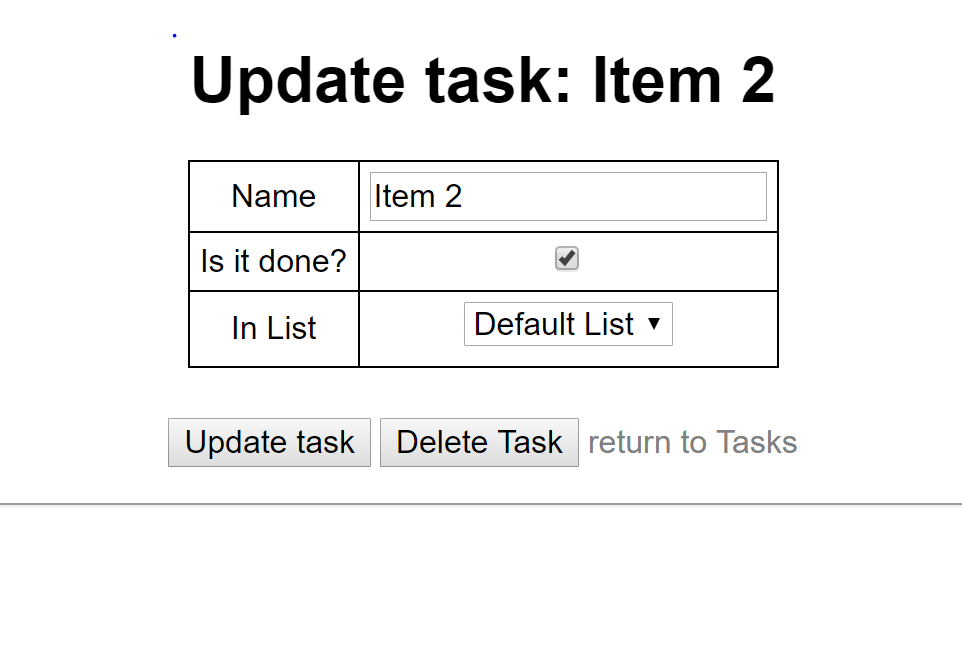 Update task: Item 2
Name Item 2
Is it done?
In List Default List
Update task Delete Task return to Tasks